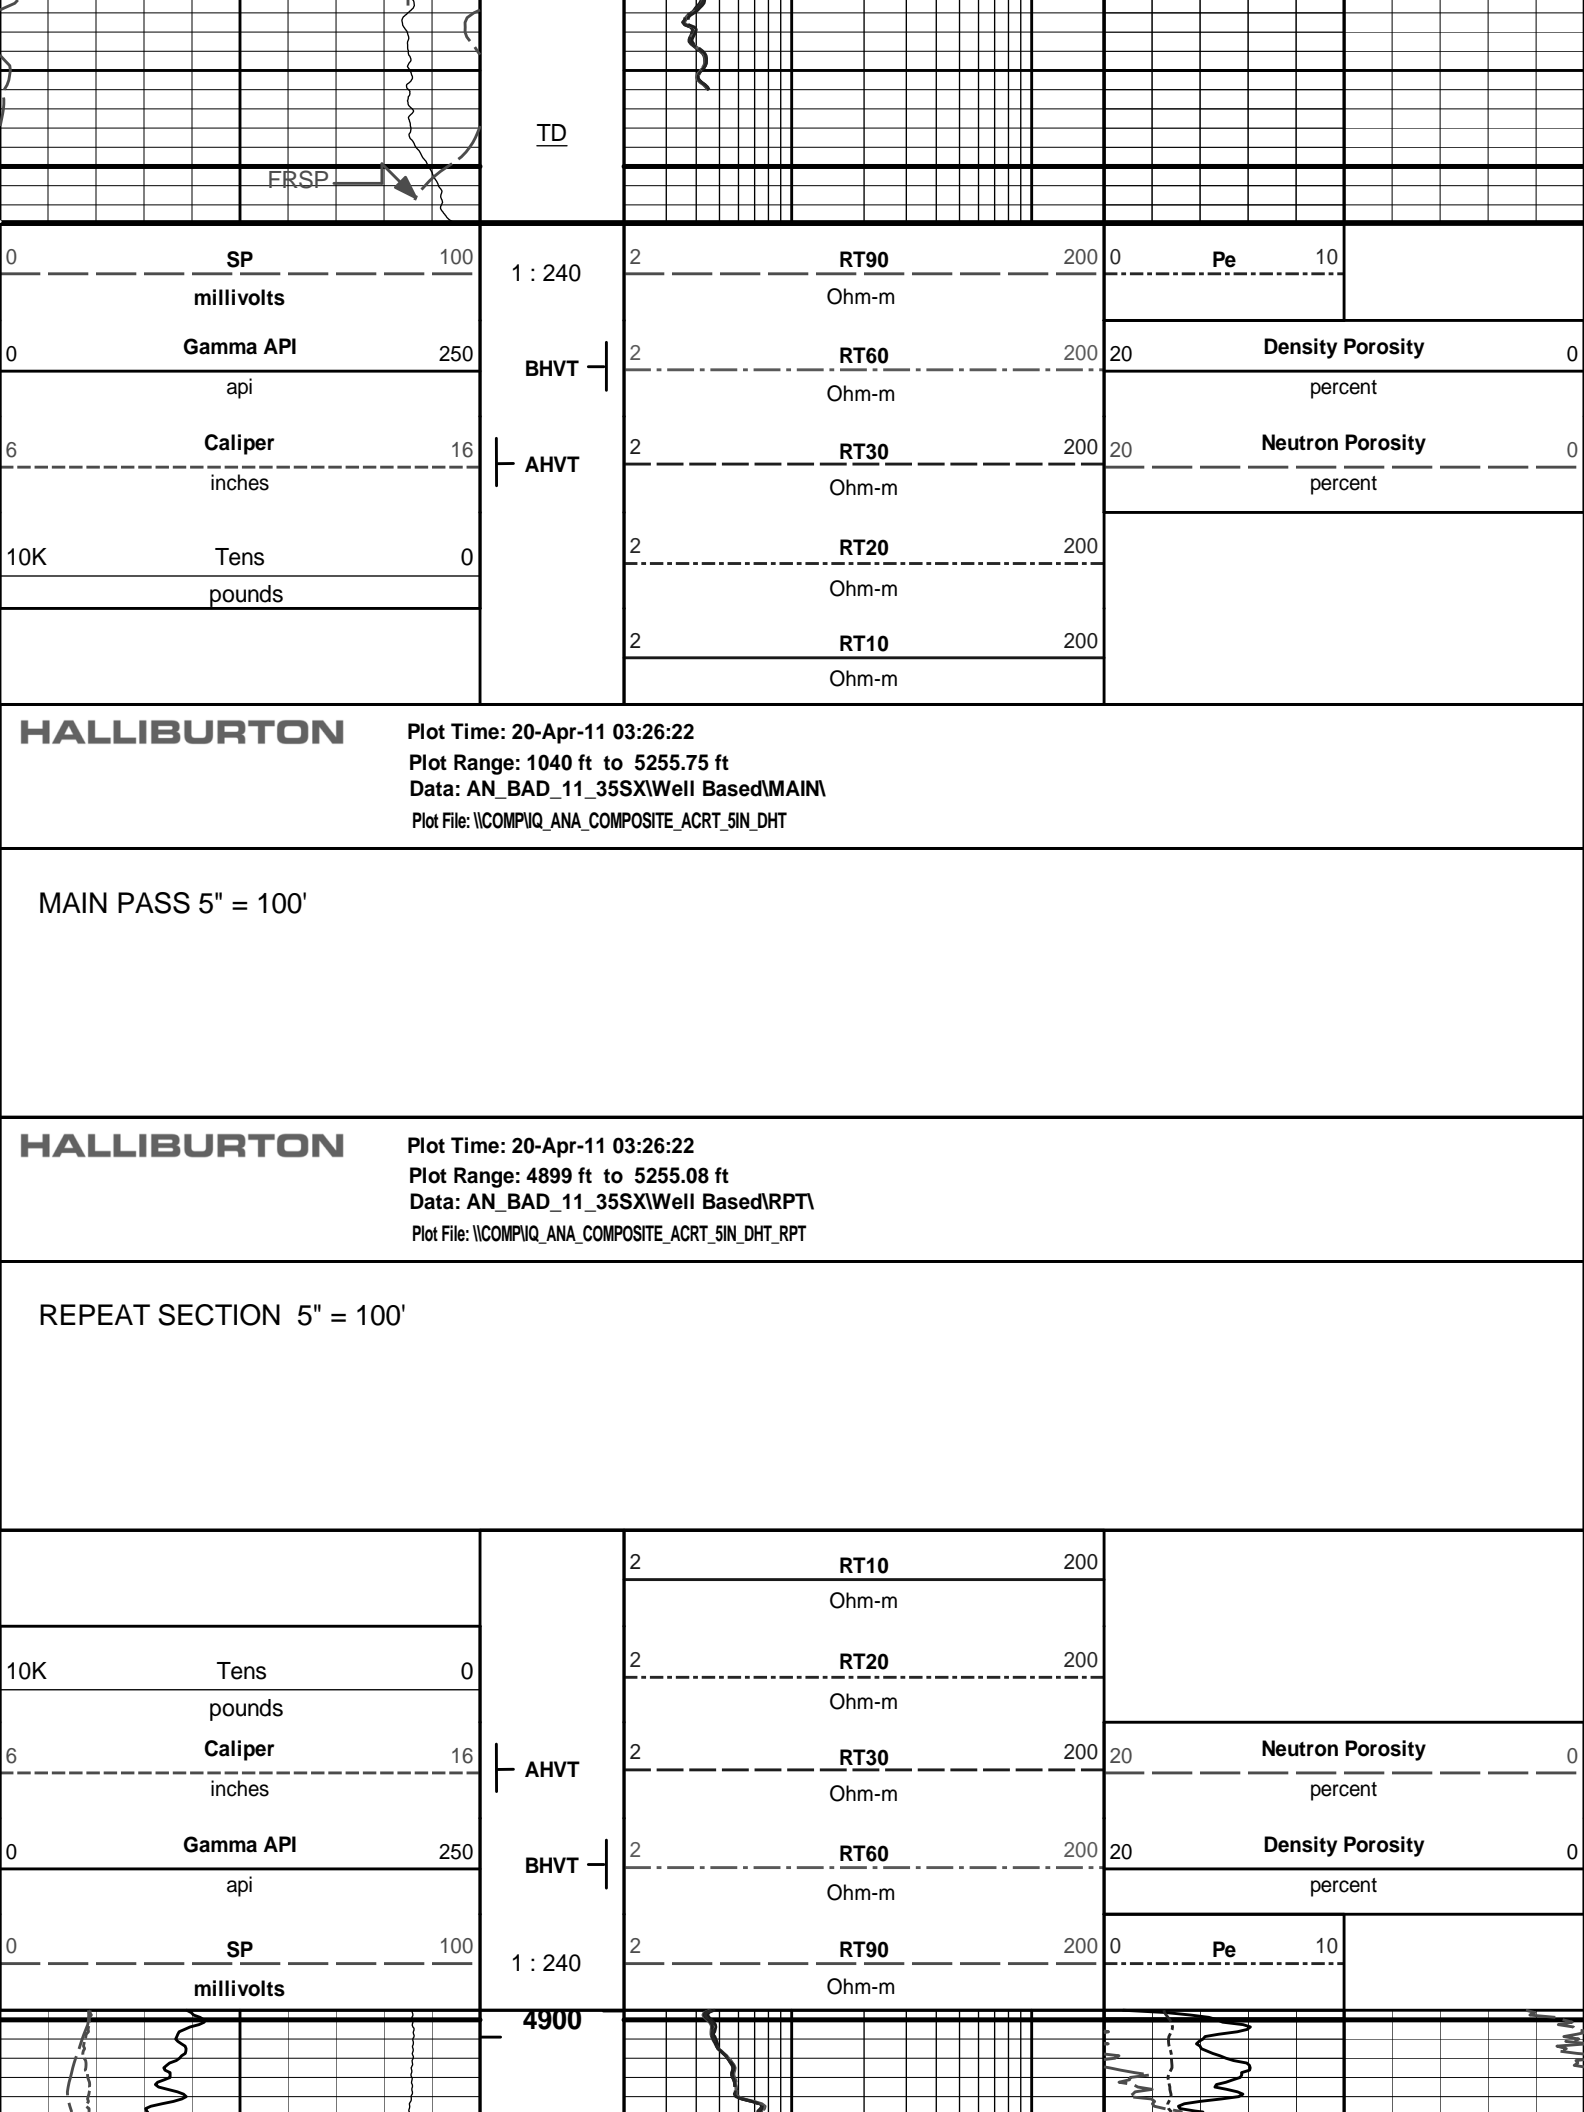 TD
FRSP
0 SP 100
millivolts
0 Gamma API 250
api
6 Caliper 16
inches
10K Tens 0
pounds
1 : 240
BHVT
AHVT
2 RT90 200
Ohm-m
2 RT60 200
Ohm-m
2 RT30 200
Ohm-m
2 RT20 200
Ohm-m
2 RT10 200
Ohm-m
0 Pe 10
20 Density Porosity 0
percent
20 Neutron Porosity 0
percent
HALLIBURTON
Plot Time: 20-Apr-11 03:26:22
Plot Range: 1040 ft to 5255.75 ft
Data: AN_BAD_11_35SX\Well Based\MAIN\
Plot File: \\COMP\IQ_ANA_COMPOSITE_ACRT_5IN_DHT
MAIN PASS 5" = 100'
HALLIBURTON
Plot Time: 20-Apr-11 03:26:22
Plot Range: 4899 ft to 5255.08 ft
Data: AN_BAD_11_35SX\Well Based\RPT\
Plot File: \\COMP\IQ_ANA_COMPOSITE_ACRT_5IN_DHT_RPT
REPEAT SECTION 5" = 100'
10K Tens 0
pounds
6 Caliper 16
inches
0 Gamma API 250
api
0 SP 100
millivolts
AHVT
BHVT
1 : 240
4900
2 RT10 200
Ohm-m
2 RT20 200
Ohm-m
2 RT30 200
Ohm-m
2 RT60 200
Ohm-m
2 RT90 200
Ohm-m
20 Neutron Porosity 0
percent
20 Density Porosity 0
percent
0 Pe 10